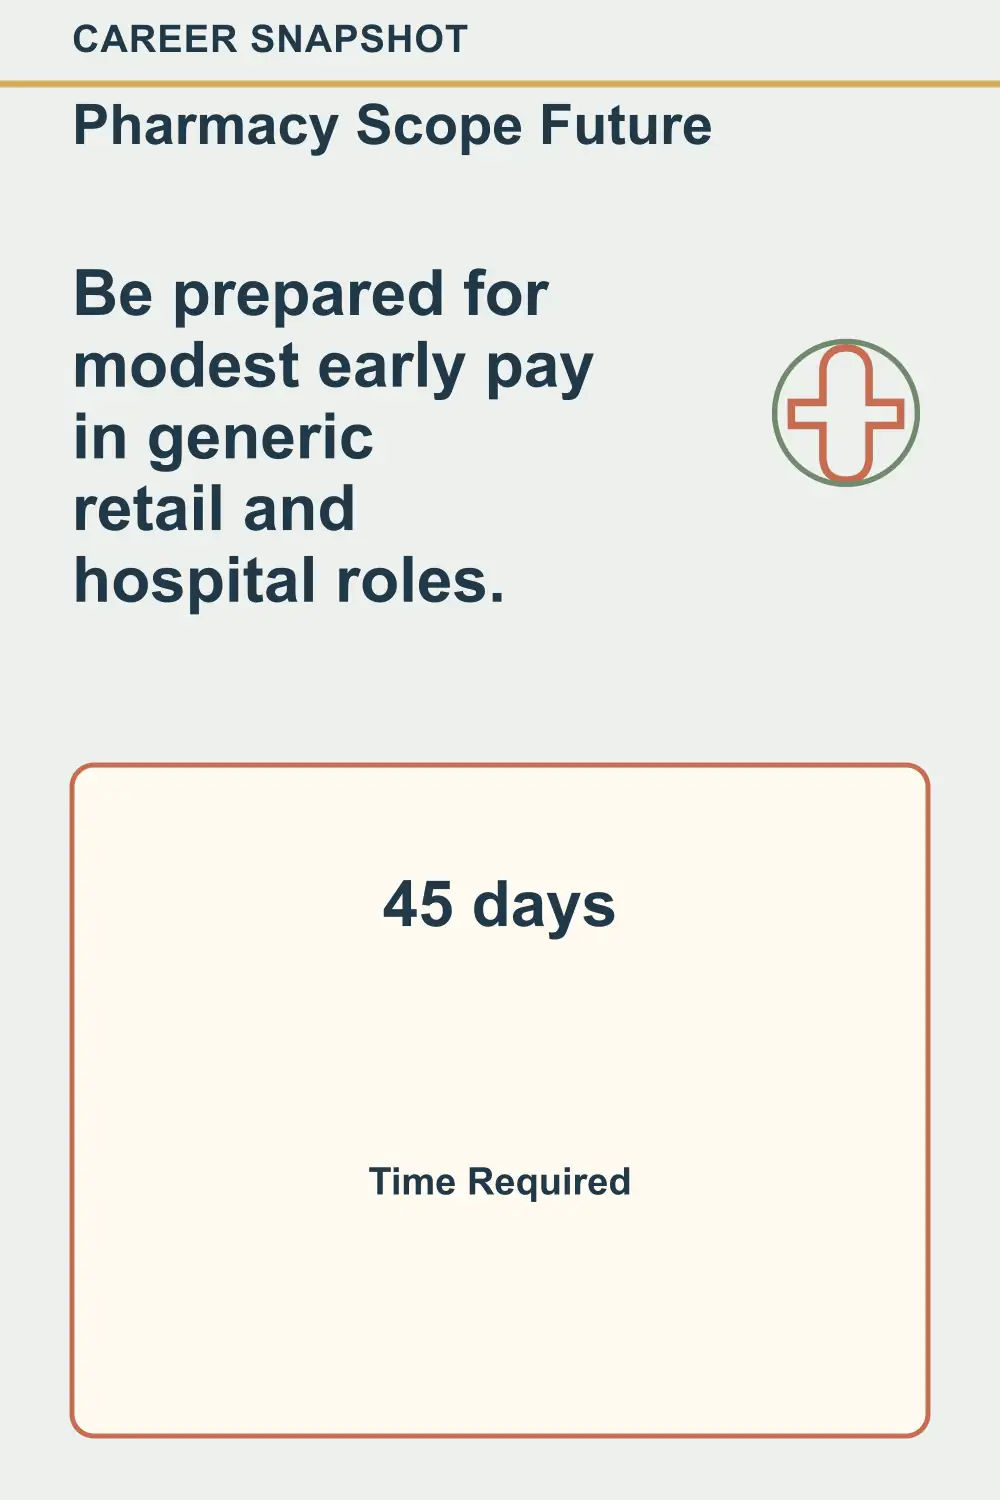 CAREER SNAPSHOT
Pharmacy Scope Future
Be prepared for
modest early pay
in generic
retail and
hospital roles.
45 days
Time Required